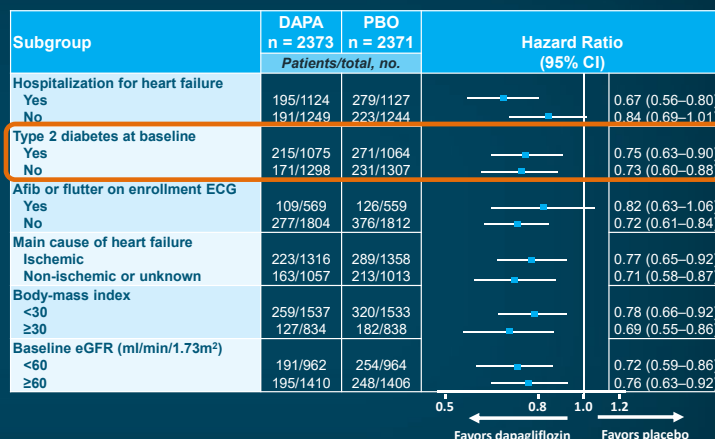 DAPA PBO
Subgroup n = 2373 n = 2371 Hazard Ratio
Patients/total, no. (95% CI)
Hospitalization for heart failure
Yes 195/1124 279/1127 0.67 (0.56–0.80)
No 191/1249 223/1244 0.84 (0.69–1.01)
Type 2 diabetes at baseline
Yes 215/1075 271/1064 0.75 (0.63–0.90)
No 171/1298 231/1307 0.73 (0.60–0.88)
Afib or flutter on enrollment ECG
Yes 109/569 126/559 0.82 (0.63–1.06)
No 277/1804 376/1812 0.72 (0.61–0.84)
Main cause of heart failure
Ischemic 223/1316 289/1358 0.77 (0.65–0.92)
Non-ischemic or unknown 163/1057 213/1013 0.71 (0.58–0.87)
Body-mass index
<30 259/1537 320/1533 0.78 (0.66–0.92)
≥30 127/834 182/838 0.69 (0.55–0.86)
Baseline eGFR (ml/min/1.73m²)
<60 191/962 254/964 0.72 (0.59–0.86)
≥60 195/1410 248/1406 0.76 (0.63–0.92)
0.5 0.8 1.0 1.2
Favors dapagliflozin Favors placebo